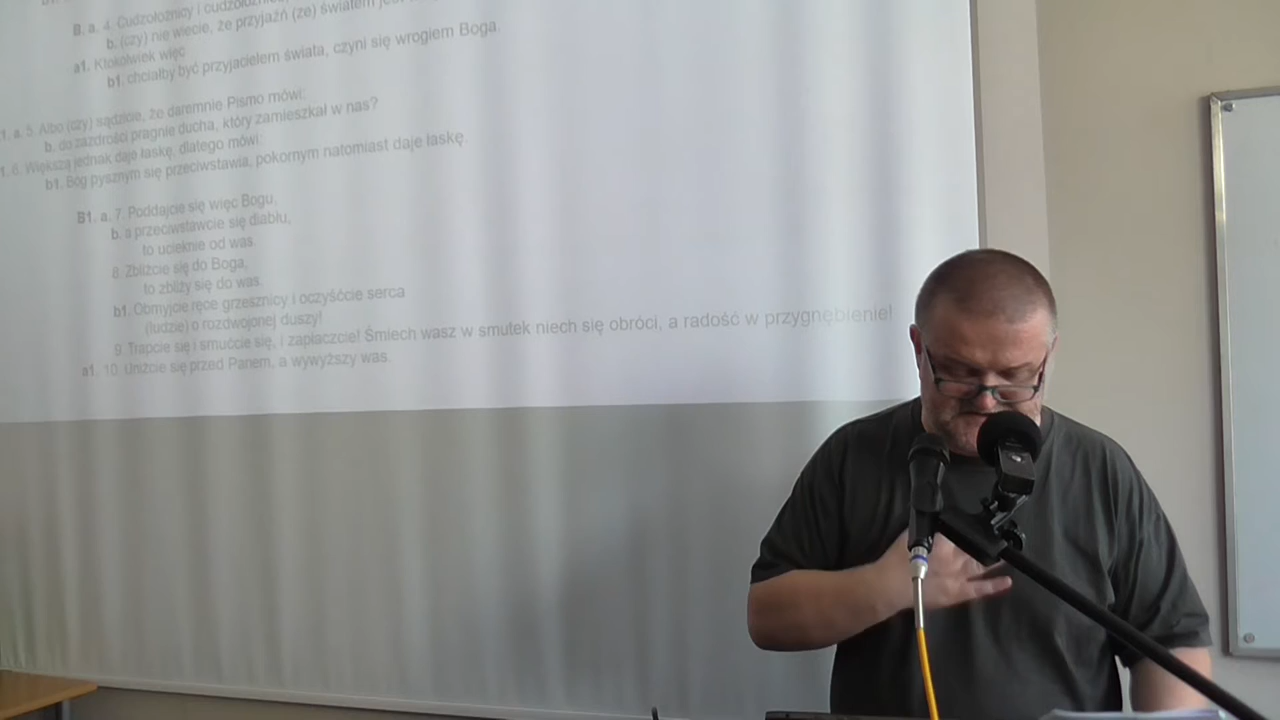 B. a. 4. Cudzołożnicy i
b. (czy) nie wiecie, że przyjaźń (ze) światem
a1. Ktokolwiek więc
b1. chciałby być przyjacielem świata, czyni się wrogiem Boga.
1. a. 5. Albo (czy) sądzicie, że daremnie Pismo mówi:
b. do zazdrości pragnie ducha, który zamieszkał w nas?
1. 6. Większą jednak daje łaskę, dlatego mówi:
b1. Bóg pysznym się przeciwstawia, pokornym natomiast daje łaskę.
B1. a. 7. Poddajcie się więc Bogu,
b. a przeciwstawcie się diabłu,
to ucieknie od was.
8. Zbliżcie się do Boga,
to zbliży się do was.
b1. Obmyjcie ręce grzesznicy i oczyśćcie serca
(ludzie) o rozdwojonej duszy!
9. Trapcie się i smućcie się, i zapłaczcie! Śmiech wasz w smutek niech się obróci, a radość w przygnębienie!
a1. 10. Uniżcie się przed Panem, a wywyższy was.